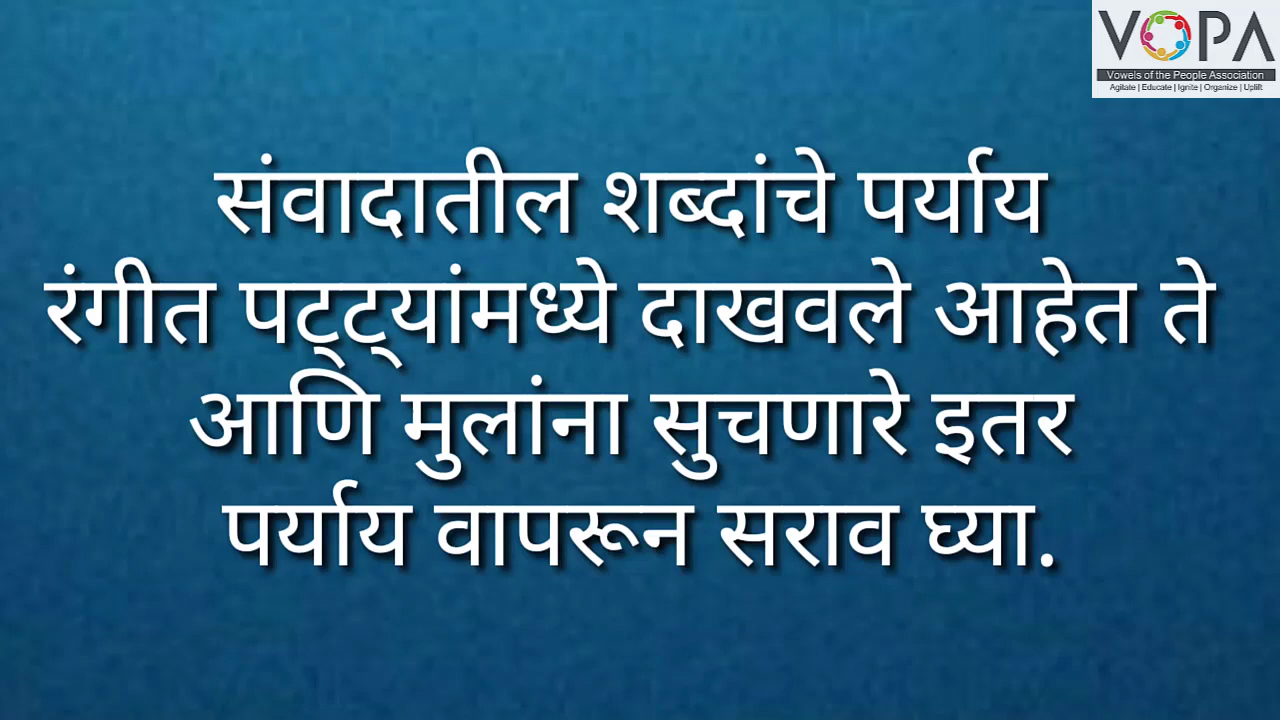 VOPA
Vowels of the People Association
Agitate | Educate | Ignite | Organize | Uplift
संवादातील शब्दांचे पर्याय
रंगीत पट्ट्यांमध्ये दाखवले आहेत ते
आणि मुलांना सुचणारे इतर
पर्याय वापरून सराव घ्या.